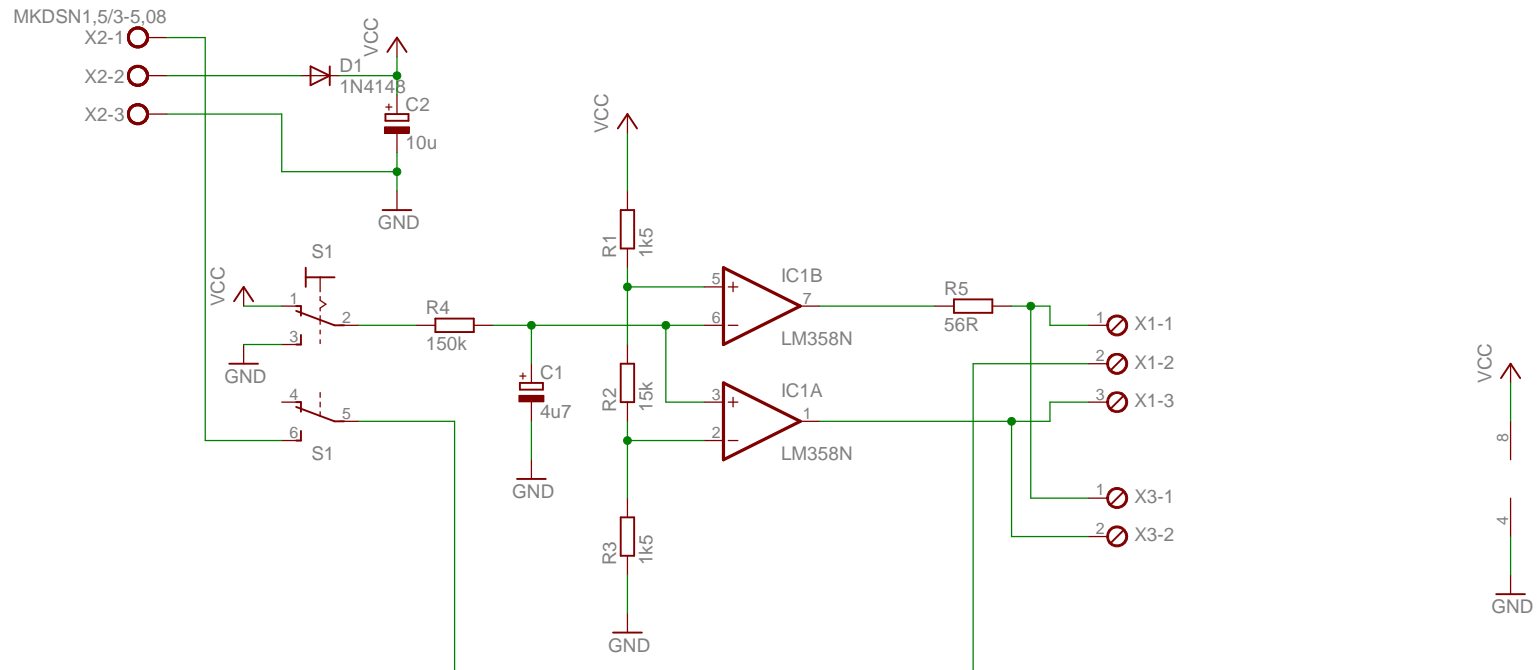 MKDSN1,5/3-5,08
X2-1
X2-2
X2-3
D1
1N4148
VCC
+
C2
10u
GND
VCC
R1
1k5
S1
VCC
1
2
3
GND
R4
150k
+
C1
4u7
GND
4
5
6
S1
R2
15k
R3
1k5
GND
IC1B
5
+
6
−
7
LM358N
IC1A
3
+
2
−
1
LM358N
R5
56R
1
X1-1
2
X1-2
3
X1-3
1
X3-1
2
X3-2
VCC
8
4
GND